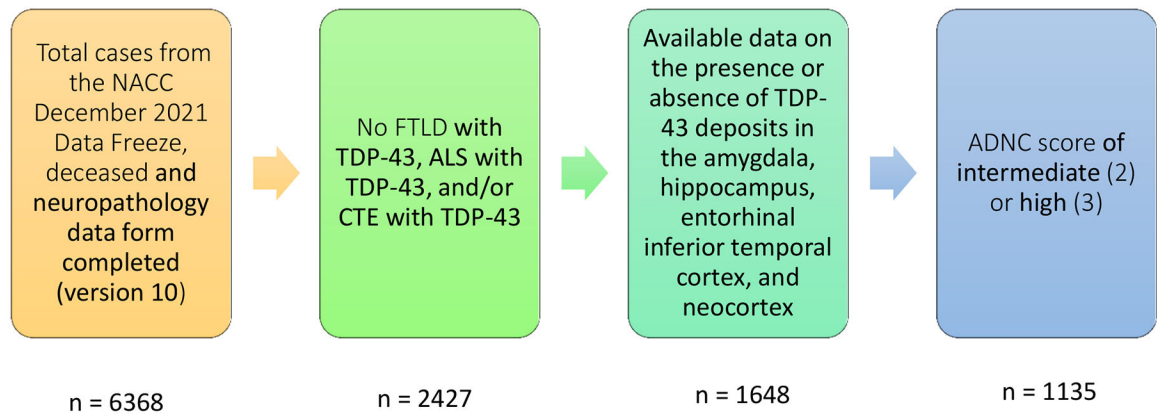 Total cases from
the NACC
December 2021
Data Freeze,
deceased and
neuropathology
data form
completed
(version 10)
No FTLD with
TDP-43, ALS with
TDP-43, and/or
CTE with TDP-43
Available data on
the presence or
absence of TDP-
43 deposits in
the amygdala,
hippocampus,
entorhinal
inferior temporal
cortex, and
neocortex
ADNC score of
intermediate (2)
or high (3)
n = 6368
n = 2427
n = 1648
n = 1135